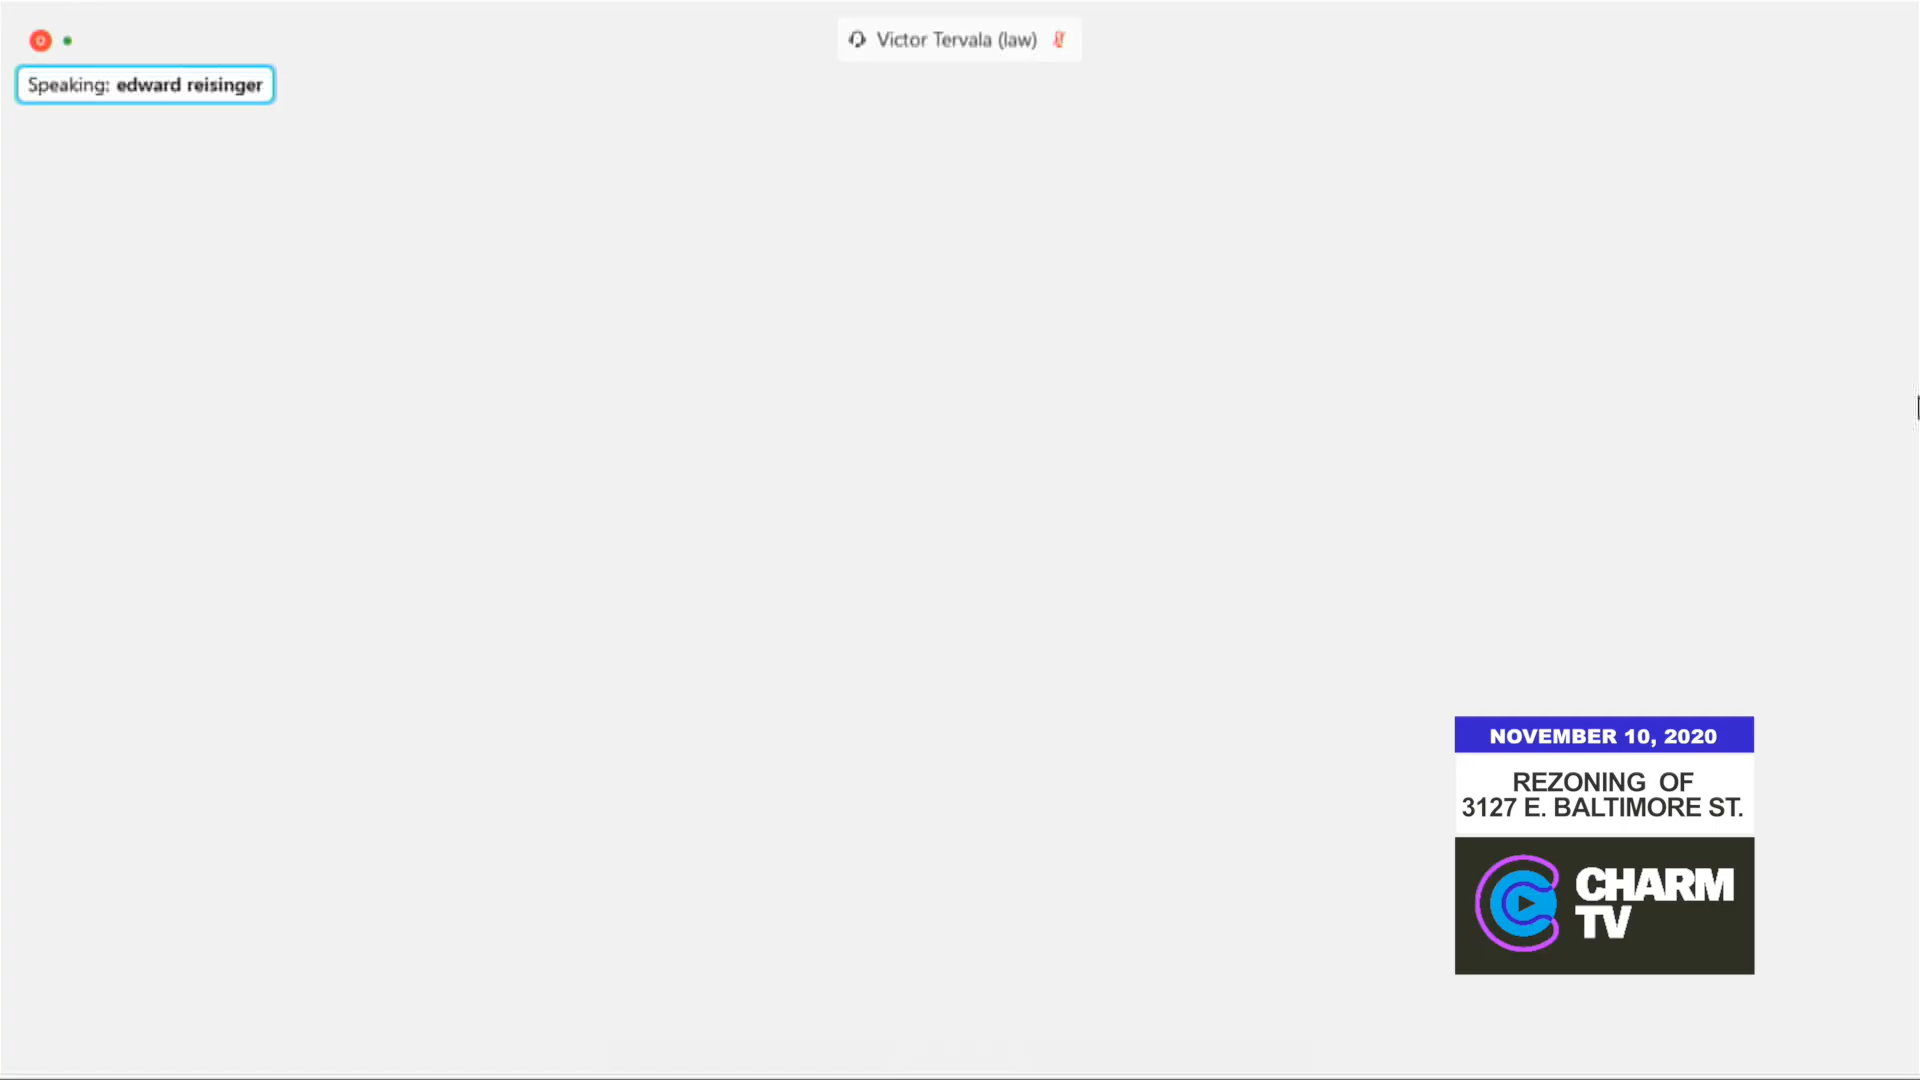 Victor Tervala (law)
Speaking: edward reisinger
NOVEMBER 10, 2020
REZONING OF
3127 E. BALTIMORE ST.
CHARM
TV